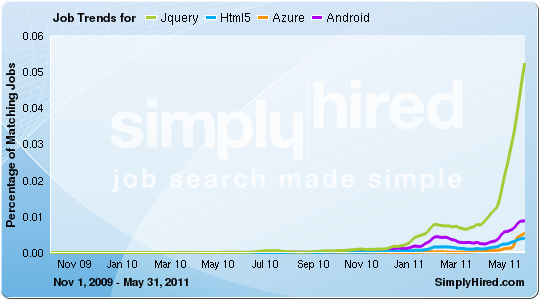 Job Trends for Jquery Html5 Azure Android
Percentage of Matching Jobs
0.06
0.05
0.04
0.03
0.02
0.01
0.00
simplyhired
job search made simple
Nov 09 Jan 10 Mar 10 May 10 Jul 10 Sep 10 Nov 10 Jan 11 Mar 11 May 11
Nov 1, 2009 - May 31, 2011 SimplyHired.com